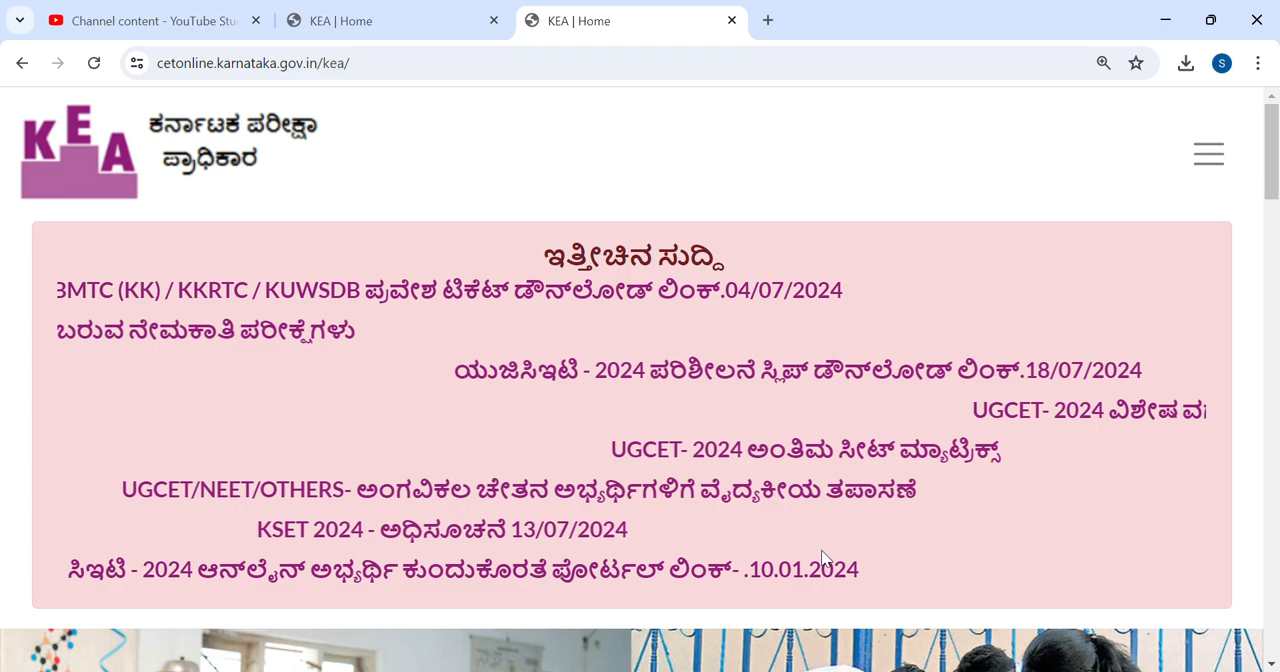 Channel content - YouTube Stu
KEA | Home
KEA | Home
cetonline.karnataka.gov.in/kea/
S
KEA
ಕರ್ನಾಟಕ ಪರೀಕ್ಷಾ
ಪ್ರಾಧಿಕಾರ
ಇತ್ತೀಚಿನ ಸುದ್ದಿ
BMTC (KK) / KKRTC / KUWSDB ಪ್ರವೇಶ ಟಿಕೆಟ್ ಡೌನ್‌ಲೋಡ್ ಲಿಂಕ್.04/07/2024
ಬರುವ ನೇಮಕಾತಿ ಪರೀಕ್ಷೆಗಳು
ಯುಜಿಸಿಇಟಿ - 2024 ಪರಿಶೀಲನೆ ಸ್ಲಿಪ್ ಡೌನ್‌ಲೋಡ್ ಲಿಂಕ್.18/07/2024
UGCET- 2024 ವಿಶೇಷ
UGCET- 2024 ಅಂತಿಮ ಸೀಟ್ ಮ್ಯಾಟ್ರಿಕ್ಸ್
UGCET/NEET/OTHERS- ಅಂಗವಿಕಲ ಚೇತನ ಅಭ್ಯರ್ಥಿಗಳಿಗೆ ವೈದ್ಯಕೀಯ ತಪಾಸಣೆ
KSET 2024 - ಅಧಿಸೂಚನೆ 13/07/2024
ಸಿಇಟಿ - 2024 ಆನ್‌ಲೈನ್ ಅಭ್ಯರ್ಥಿ ಕುಂದುಕೊರತೆ ಪೋರ್ಟಲ್ ಲಿಂಕ್- .10.01.2024